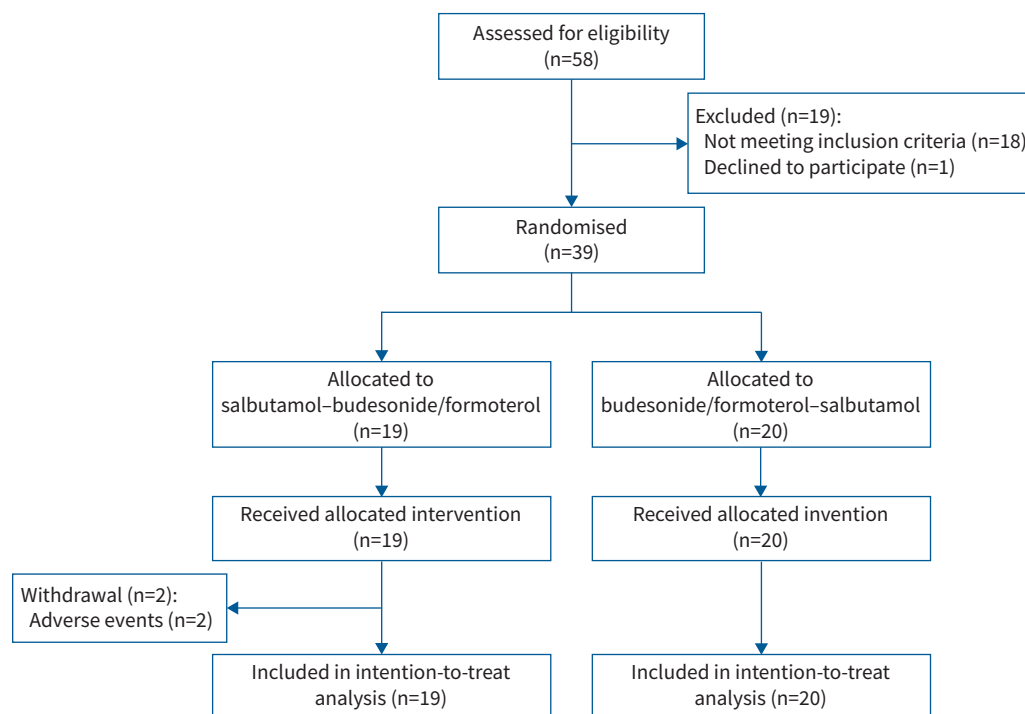 Assessed for eligibility
(n=58)
Excluded (n=19):
Not meeting inclusion criteria (n=18)
Declined to participate (n=1)
Randomised
(n=39)
Allocated to
salbutamol–budesonide/formoterol
(n=19)
Allocated to
budesonide/formoterol–salbutamol
(n=20)
Received allocated intervention
(n=19)
Received allocated invention
(n=20)
Withdrawal (n=2):
Adverse events (n=2)
Included in intention-to-treat
analysis (n=19)
Included in intention-to-treat
analysis (n=20)